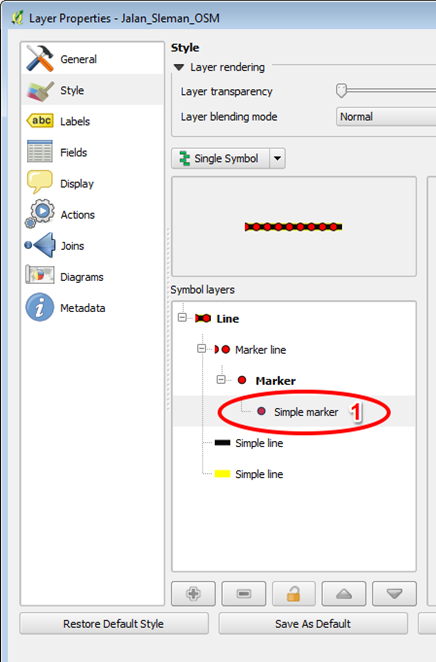 Layer Properties - Jalan_Sleman_OSM
General
Style
Labels
Fields
Display
Actions
Joins
Diagrams
Metadata
Style
Layer rendering
Layer transparency
Layer blending mode
Normal
Single Symbol
Symbol layers
Line
Marker line
Marker
Simple marker 1
Simple line
Simple line
Restore Default Style
Save As Default
abc